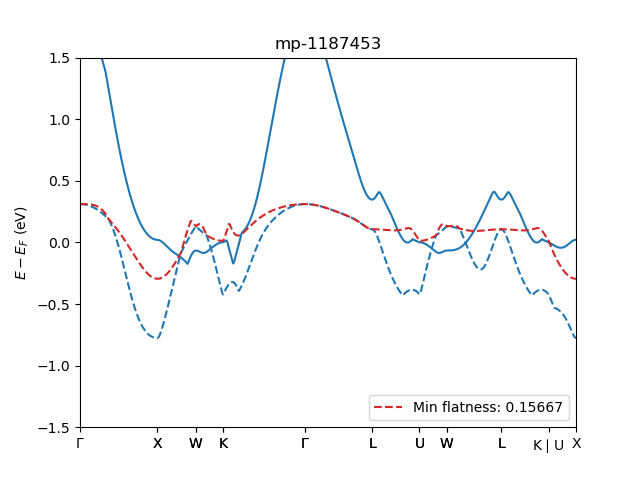 mp-1187453
E − E_F (eV)
1.5
1.0
0.5
0.0
−0.5
−1.0
−1.5
Min flatness: 0.15667
Γ X W K Γ L U W L K | U X